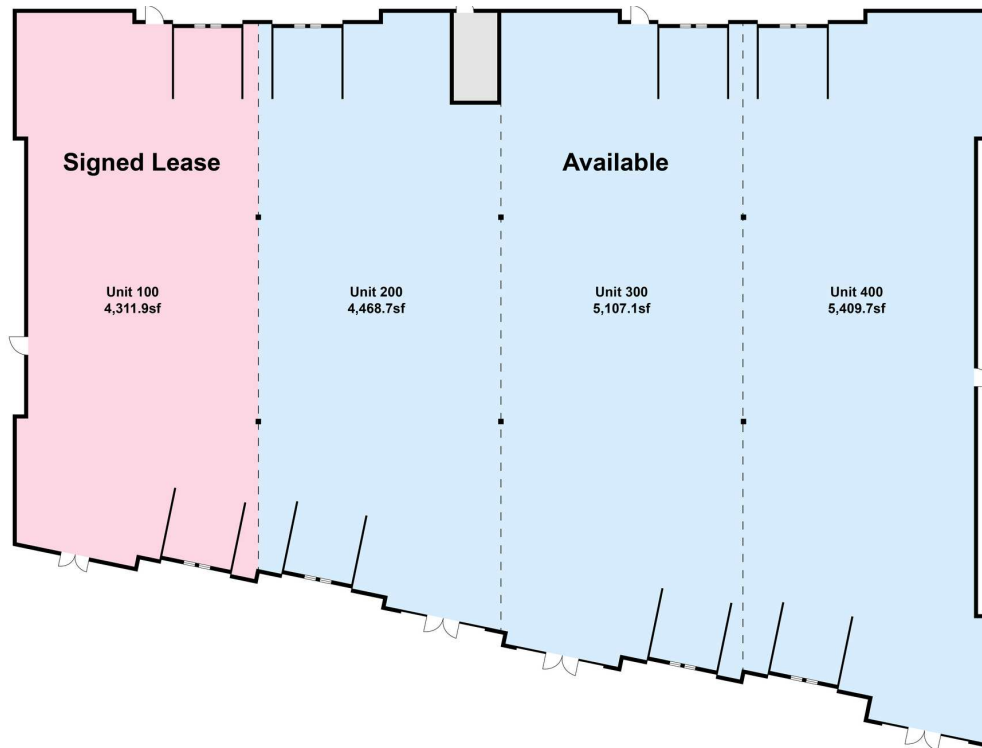 Signed Lease
Available
Unit 100
4,311.9sf
Unit 200
4,468.7sf
Unit 300
5,107.1sf
Unit 400
5,409.7sf